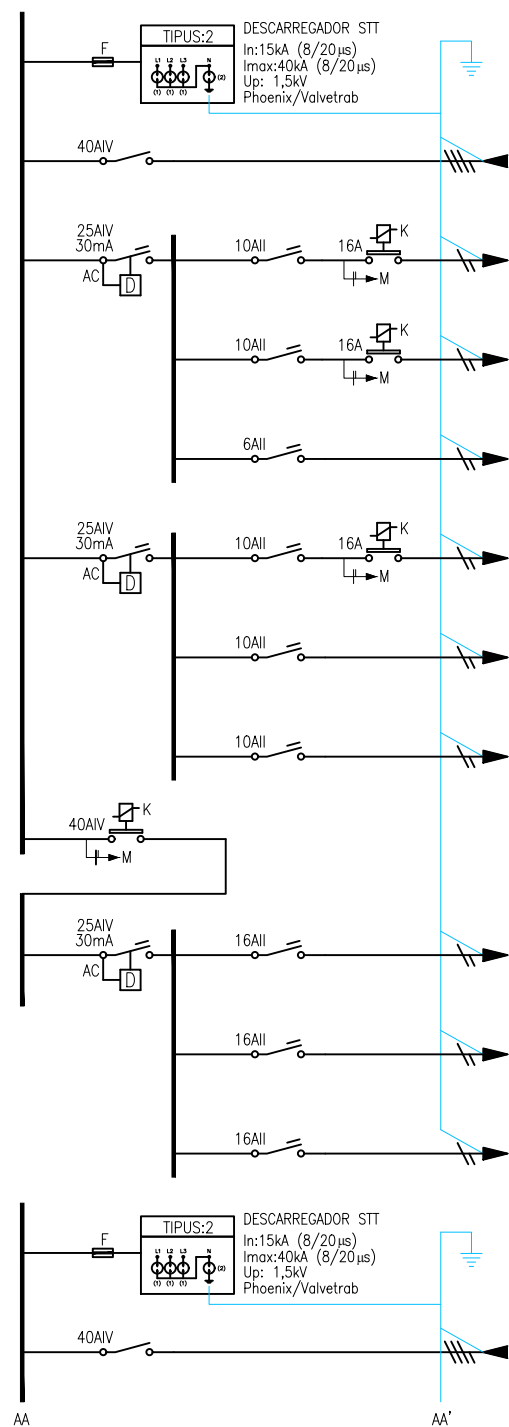 DESCARREGADOR STT
TIPUS:2
F
In:15kA (8/20µs)
Imax:40kA (8/20µs)
Up: 1,5kV
Phoenix/Valvetrab
L1 L2 L3 N
(2)
(1) (1) (1)
40AIV
25AIV
30mA
AC
D
10AII
16A
K
M
10AII
16A
K
M
6AII
25AIV
30mA
AC
D
10AII
16A
K
M
10AII
10AII
40AIV
K
M
25AIV
30mA
AC
D
16AII
16AII
16AII
DESCARREGADOR STT
TIPUS:2
F
In:15kA (8/20µs)
Imax:40kA (8/20µs)
Up: 1,5kV
Phoenix/Valvetrab
L1 L2 L3 N
(2)
(1) (1) (1)
40AIV
AA
AA'